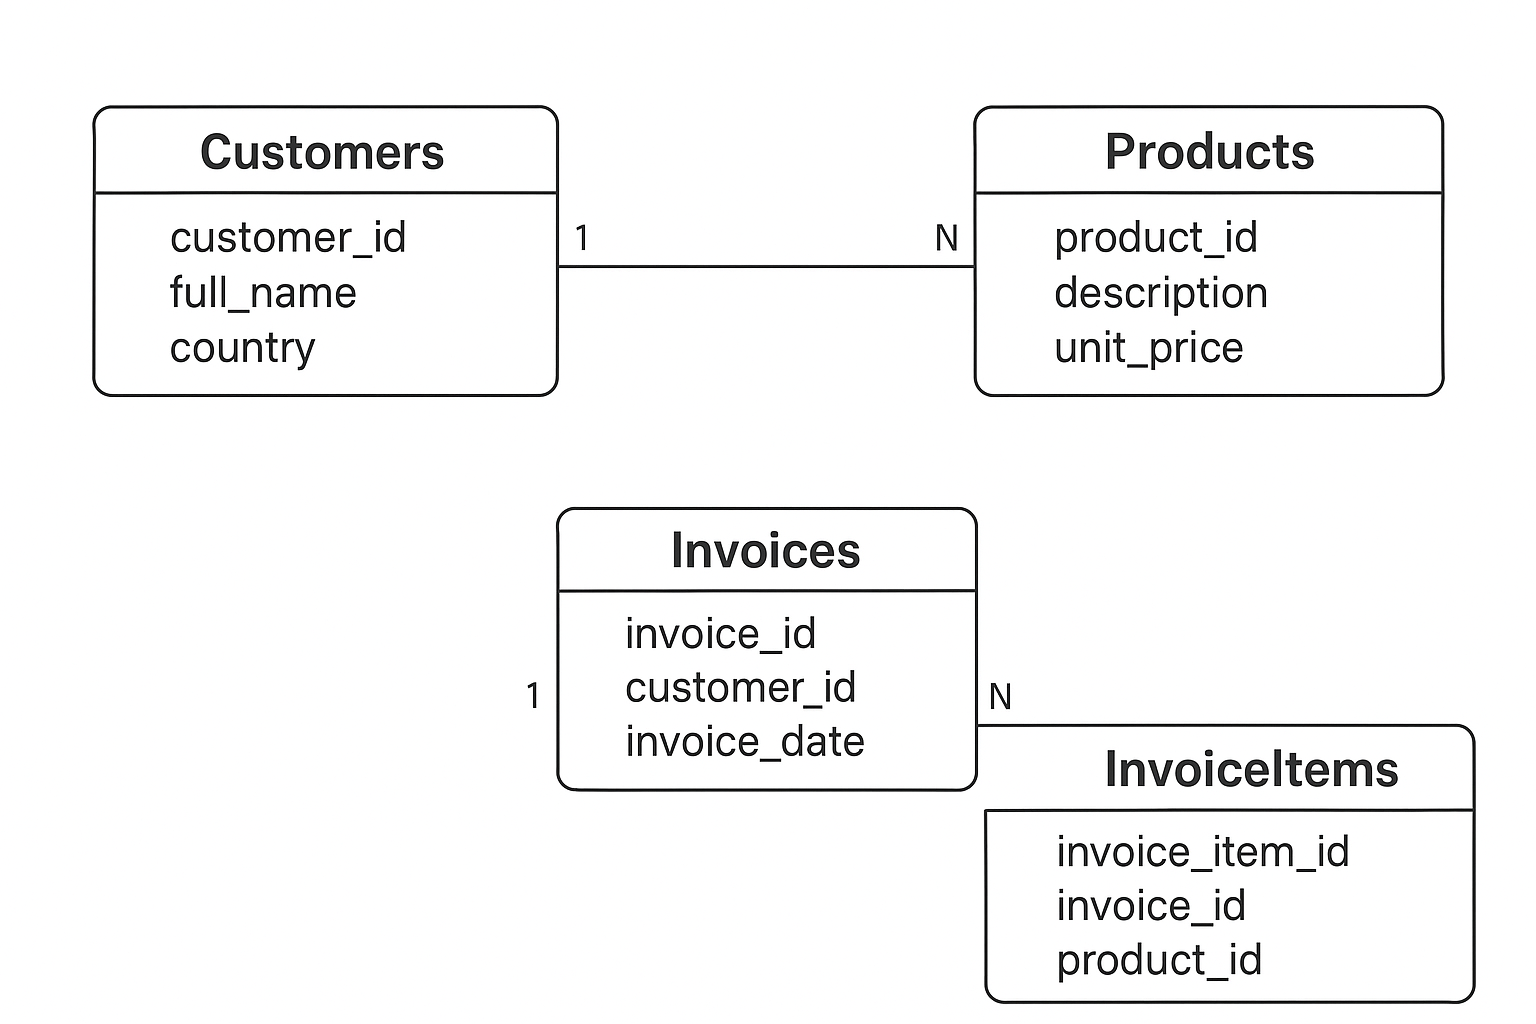 Customers
customer_id
full_name
country
1
N
Products
product_id
description
unit_price
Invoices
invoice_id
customer_id
invoice_date
1
N
InvoiceItems
invoice_item_id
invoice_id
product_id